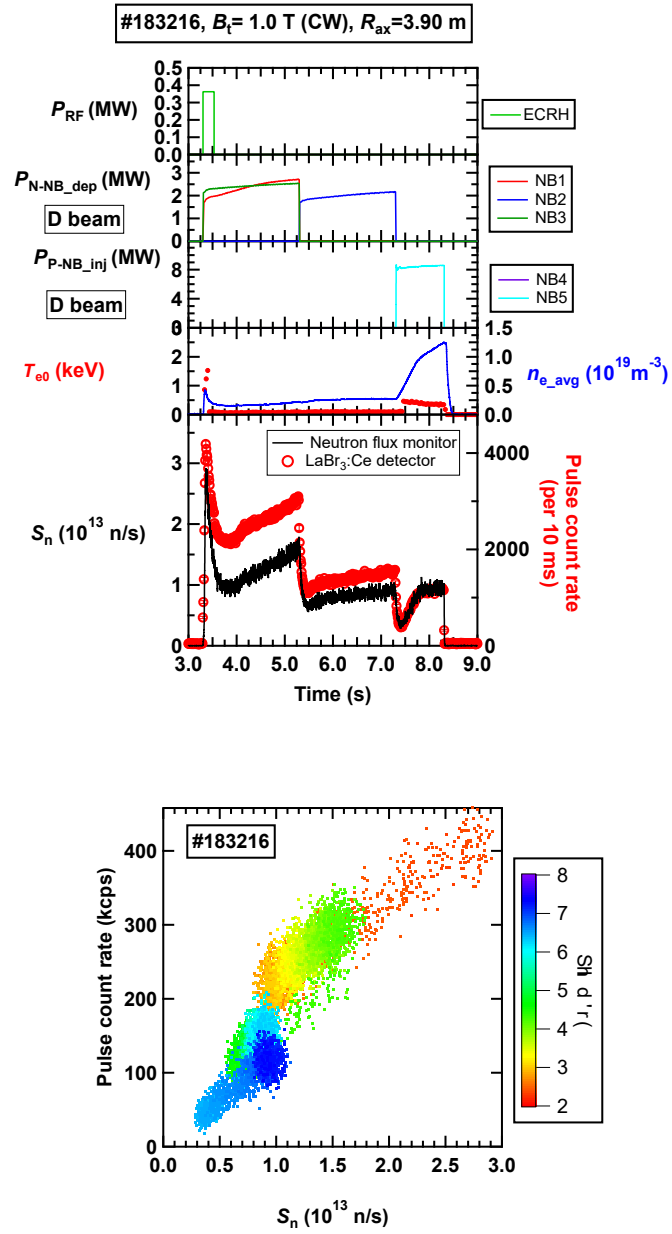 #183216, Bt= 1.0 T (CW), Rax=3.90 m
PRF (MW)
0.5
0.4
0.3
0.2
0.1
0.0
ECRH
PN-NB_dep (MW)
D beam
3
2
1
0
NB1
NB2
NB3
PP-NB_inj (MW)
D beam
8
4
0
NB4
NB5
Te0 (keV)
2
1
0
1.5
1.0
0.5
0.0
ne_avg (10^19 m^-3)
Neutron flux monitor
LaBr3:Ce detector
Sn (10^13 n/s)
3
2
1
0
4000
2000
0
Pulse count rate
(per 10 ms)
3.0 4.0 5.0 6.0 7.0 8.0 9.0
Time (s)
#183216
Pulse count rate (kcps)
400
300
200
100
0
0.0 0.5 1.0 1.5 2.0 2.5 3.0
Sn (10^13 n/s)
8
7
6
5
4
3
2